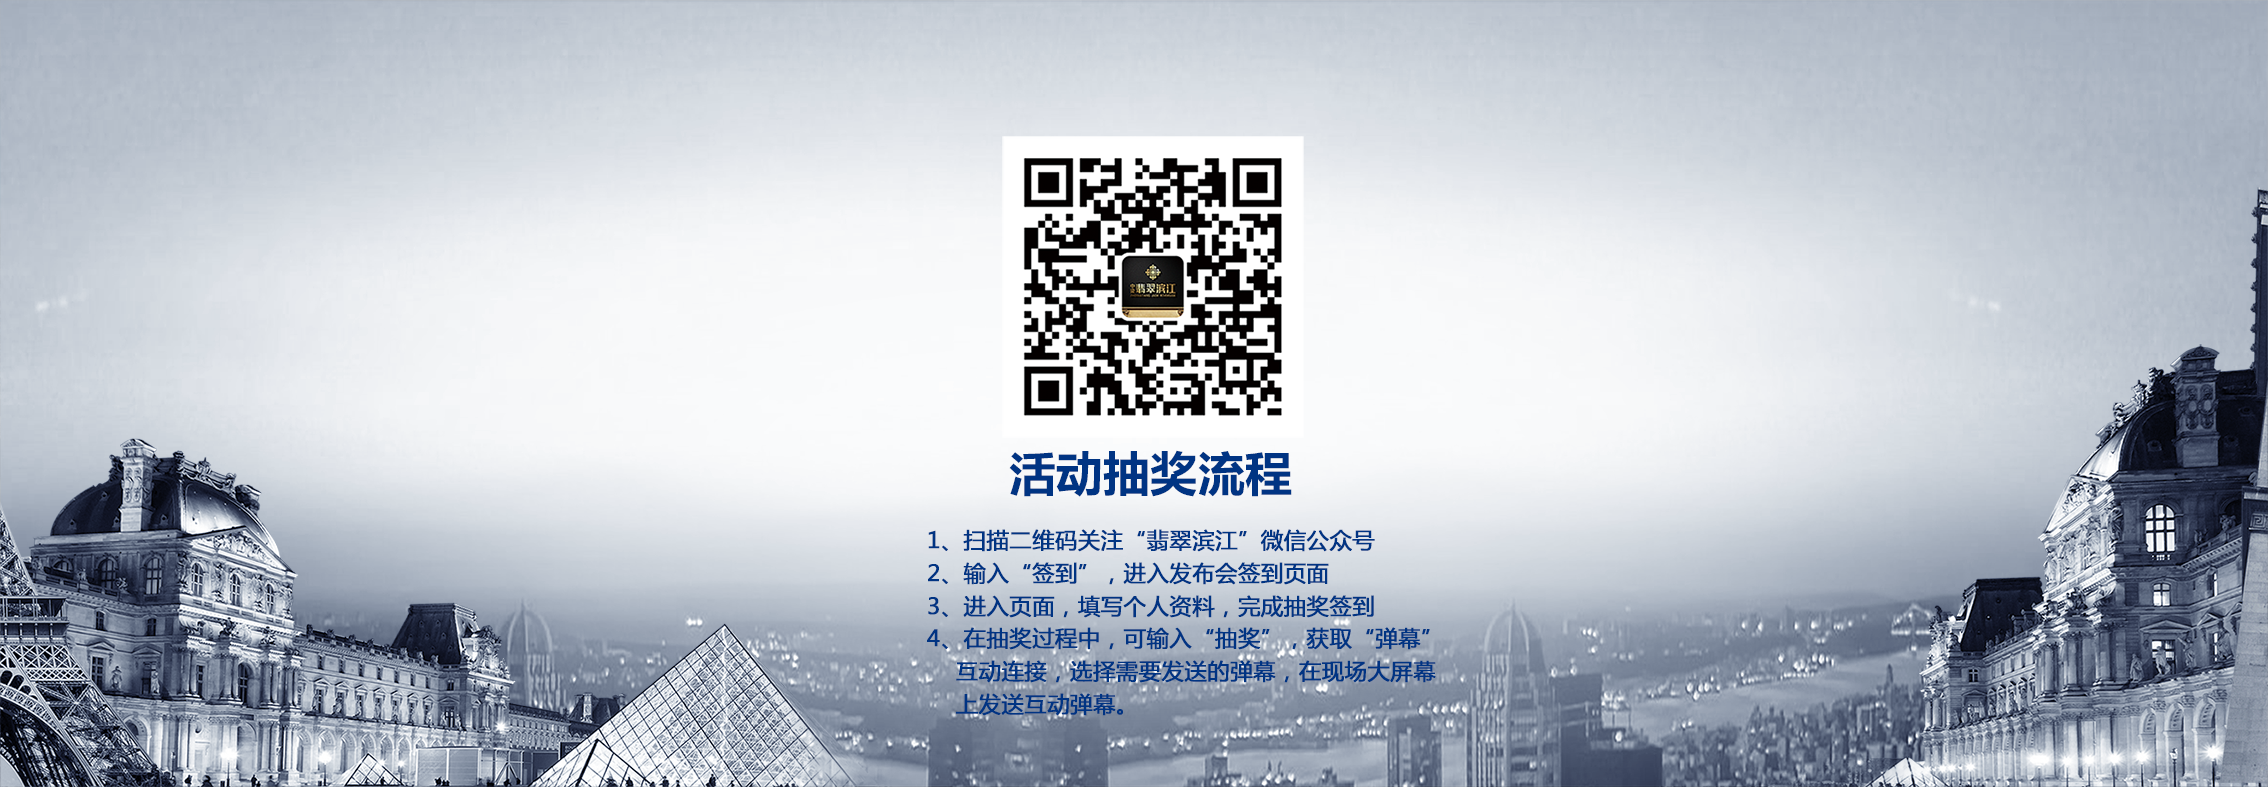 翡翠滨江
活动抽奖流程
1、扫描二维码关注“翡翠滨江”微信公众号
2、输入“签到”，进入发布会签到页面
3、进入页面，填写个人资料，完成抽奖签到
4、在抽奖过程中，可输入“抽奖”，获取“弹幕”
互动连接，选择需要发送的弹幕，在现场大屏幕
上发送互动弹幕。